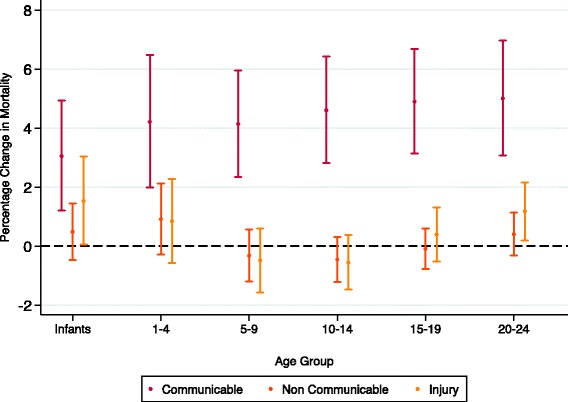 Percentage Change in Mortality
8
6
4
2
0
-2
Infants 1-4 5-9 10-14 15-19 20-24
Age Group
Communicable Non Communicable Injury